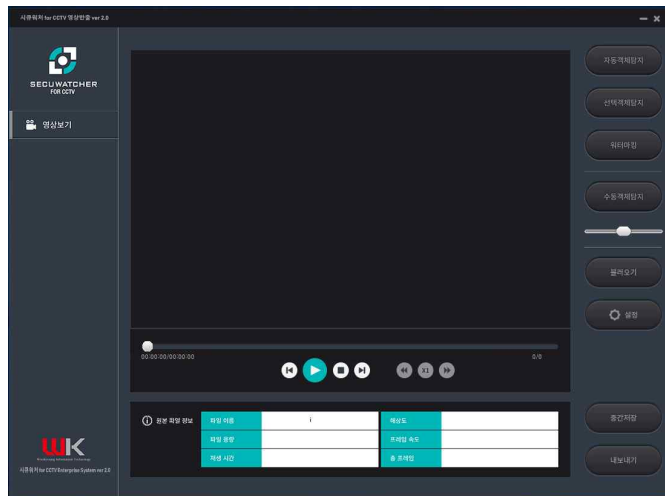 시큐워처 for CCTV 영상반출 ver 2.0
SECUWATCHER
FOR CCTV
영상보기
자동객체탐지
선택객체탐지
워터마킹
수동객체탐지
불러오기
설정
00:00:00/00:00:00
0/0
X1
원본 파일 정보
파일 이름
해상도
파일 용량
프레임 속도
재생 시간
총 프레임
중간저장
내보내기
WK
시큐워처 for CCTV Enterprise System ver 2.0